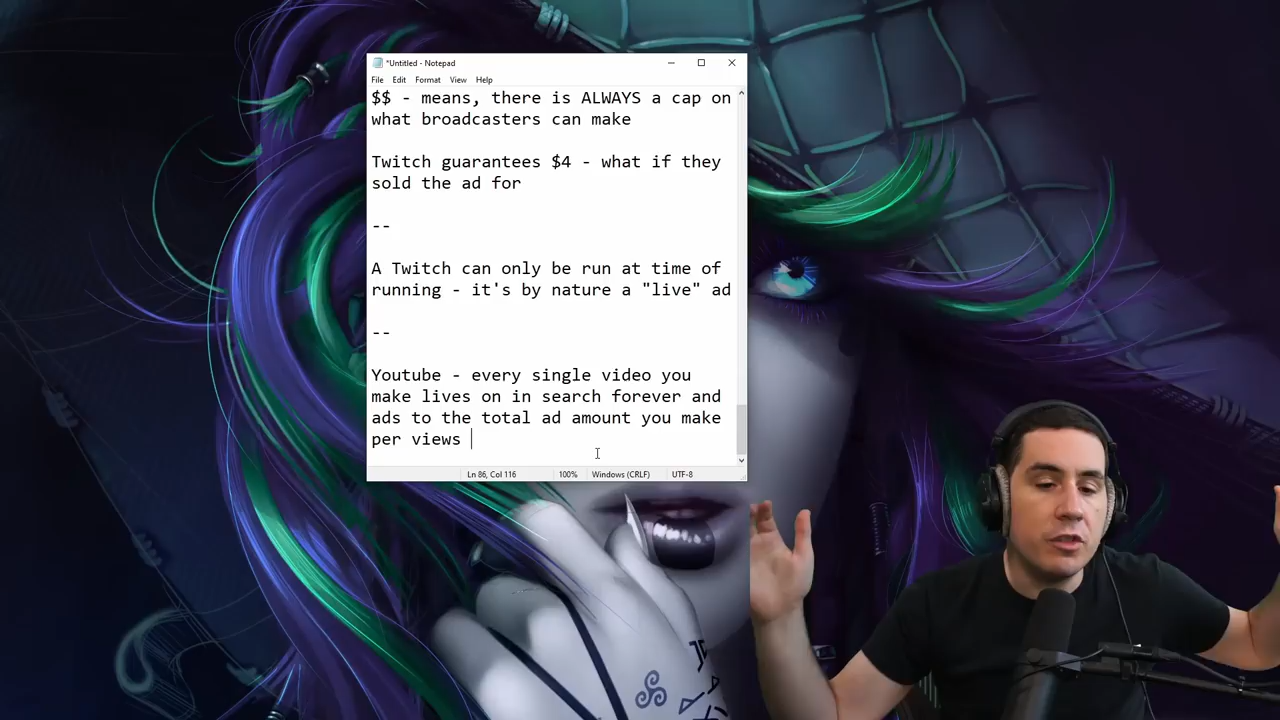 *Untitled - Notepad
File Edit Format View Help
$$ - means, there is ALWAYS a cap on
what broadcasters can make
Twitch guarantees $4 - what if they
sold the ad for
--
A Twitch can only be run at time of
running - it's by nature a "live" ad
--
Youtube - every single video you
make lives on in search forever and
ads to the total ad amount you make
per views
Ln 86, Col 116 100% Windows (CRLF) UTF-8